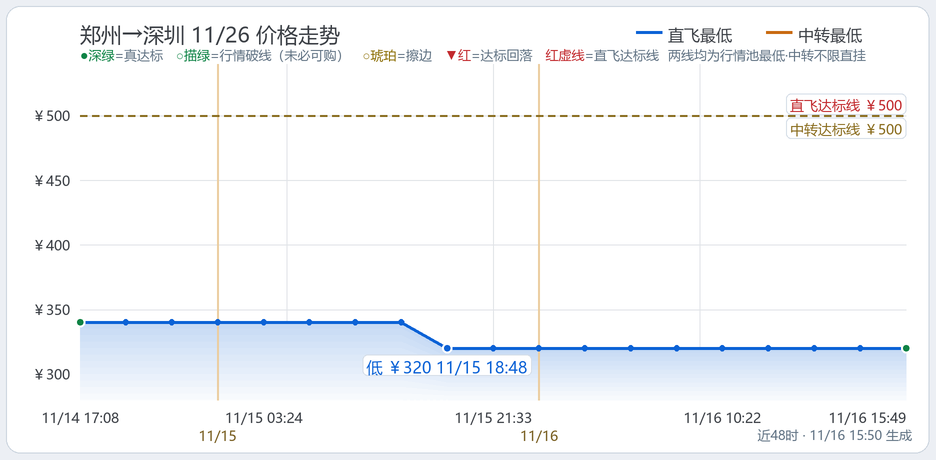 郑州→深圳 11/26 价格走势
直飞最低 中转最低
●深绿=真达标 ○描绿=行情破线（未必可购） ○琥珀=擦边 ▼红=达标回落 红虚线=直飞达标线 两线均为行情池最低·中转不限直挂
直飞达标线 ¥500
¥500
中转达标线 ¥500
¥450
¥400
¥350
低 ¥320 11/15 18:48
¥300
11/14 17:08 11/15 03:24 11/15 21:33 11/16 10:22 11/16 15:49
11/15 11/16
近48时 · 11/16 15:50 生成